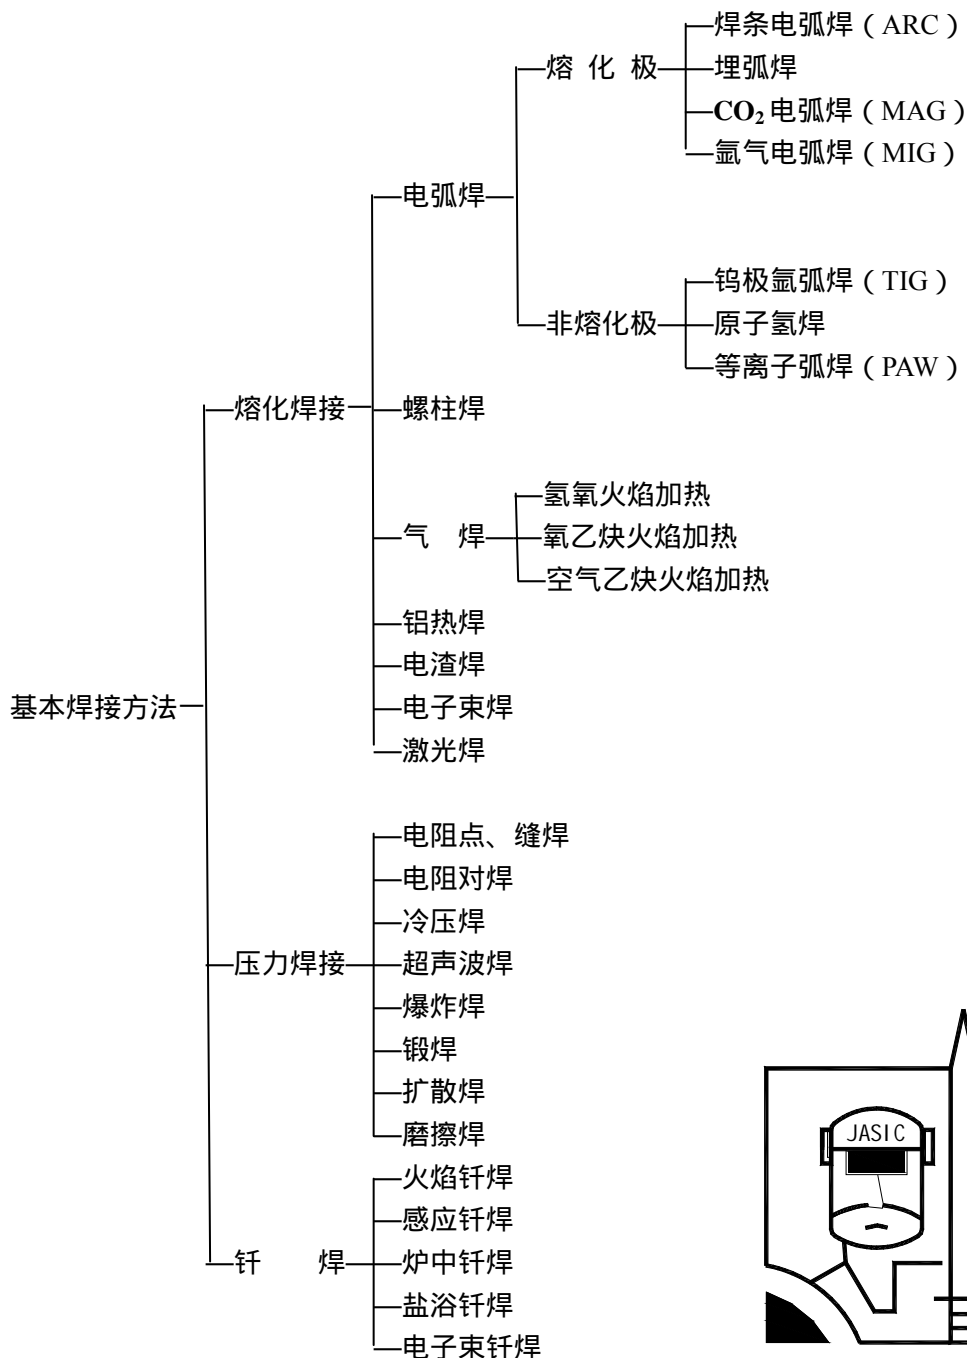 焊条电弧焊（ARC）
熔 化 极
埋弧焊
CO₂电弧焊（MAG）
氩气电弧焊（MIG）
电弧焊
钨极氩弧焊（TIG）
非熔化极
原子氢焊
等离子弧焊（PAW）
熔化焊接
螺柱焊
氢氧火焰加热
气 焊
氧乙炔火焰加热
空气乙炔火焰加热
铝热焊
电渣焊
基本焊接方法
电子束焊
激光焊
电阻点、缝焊
电阻对焊
冷压焊
压力焊接
超声波焊
爆炸焊
锻焊
扩散焊
磨擦焊
JASIC
火焰钎焊
感应钎焊
钎 焊
炉中钎焊
盐浴钎焊
电子束钎焊